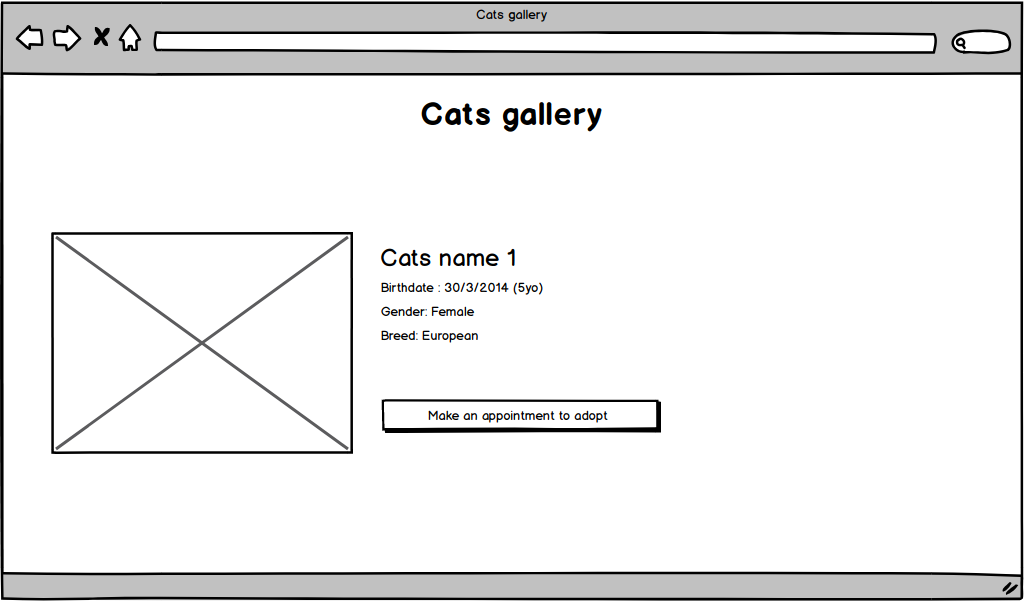 Cats gallery
Cats gallery
Cats name 1
Birthdate : 30/3/2014 (5yo)
Gender: Female
Breed: European
Make an appointment to adopt